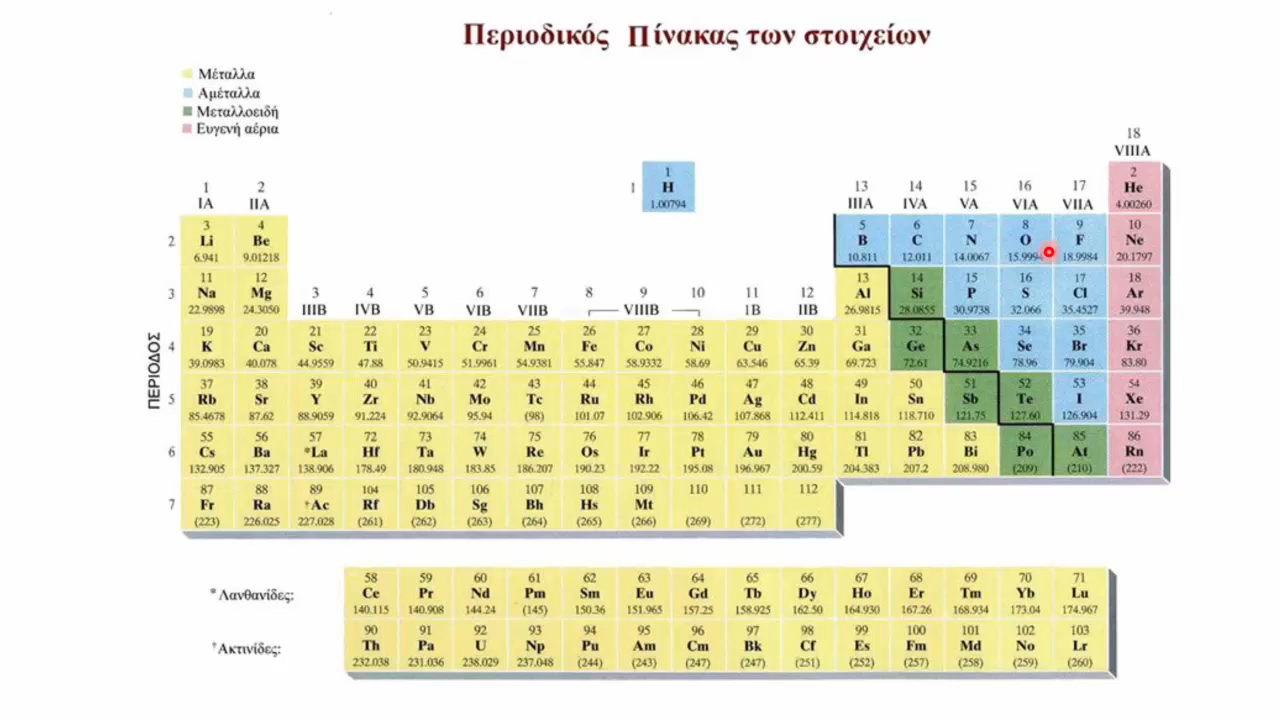 Περιοδικός Πίνακας των στοιχείων
Μέταλλα
Αμέταλλα
Μεταλλοειδή
Ευγενή αέρια
18
VIIIA
1 2 13 14 15 16 17
IA IIA IIIA IVA VA VIA VIIA
1 2
1 H He
1.00794 4.00260
3 4 5 6 7 8 9 10
2 Li Be B C N O F Ne
6.941 9.01218 10.811 12.011 14.0067 15.9994 18.9984 20.1797
11 12 13 14 15 16 17 18
3 Na Mg Al Si P S Cl Ar
22.9898 24.3050 26.9815 28.0855 30.9738 32.066 35.4527 39.948
3 4 5 6 7 8 9 10 11 12
IIIB IVB VB VIB VIIB VIIIB 1B IIB
ΠΕΡΙΟΔΟΣ
19 20 21 22 23 24 25 26 27 28 29 30 31 32 33 34 35 36
4 K Ca Sc Ti V Cr Mn Fe Co Ni Cu Zn Ga Ge As Se Br Kr
39.0983 40.078 44.9559 47.88 50.9415 51.9961 54.9381 55.847 58.9332 58.69 63.546 65.39 69.723 72.61 74.9216 78.96 79.904 83.80
37 38 39 40 41 42 43 44 45 46 47 48 49 50 51 52 53 54
5 Rb Sr Y Zr Nb Mo Tc Ru Rh Pd Ag Cd In Sn Sb Te I Xe
85.4678 87.62 88.9059 91.224 92.9064 95.94 (98) 101.07 102.906 106.42 107.868 112.411 114.818 118.710 121.75 127.60 126.904 131.29
55 56 57 72 73 74 75 76 77 78 79 80 81 82 83 84 85 86
6 Cs Ba *La Hf Ta W Re Os Ir Pt Au Hg Tl Pb Bi Po At Rn
132.905 137.327 138.906 178.49 180.948 183.85 186.207 190.23 192.22 195.08 196.967 200.59 204.383 207.2 208.980 (209) (210) (222)
87 88 89 104 105 106 107 108 109 110 111 112
7 Fr Ra †Ac Rf Db Sg Bh Hs Mt
(223) 226.025 227.028 (261) (262) (263) (264) (265) (266) (269) (272) (277)
58 59 60 61 62 63 64 65 66 67 68 69 70 71
*Λανθανίδες: Ce Pr Nd Pm Sm Eu Gd Tb Dy Ho Er Tm Yb Lu
140.115 140.908 144.24 (145) 150.36 151.965 157.25 158.925 162.50 164.930 167.26 168.934 173.04 174.967
90 91 92 93 94 95 96 97 98 99 100 101 102 103
†Ακτινίδες: Th Pa U Np Pu Am Cm Bk Cf Es Fm Md No Lr
232.038 231.036 238.029 237.048 (244) (243) (247) (247) (251) (252) (257) (258) (259) (260)